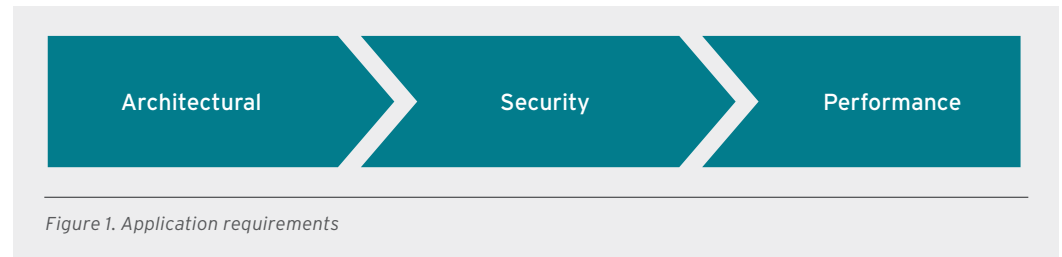 Architectural
Security
Performance
Figure 1. Application requirements